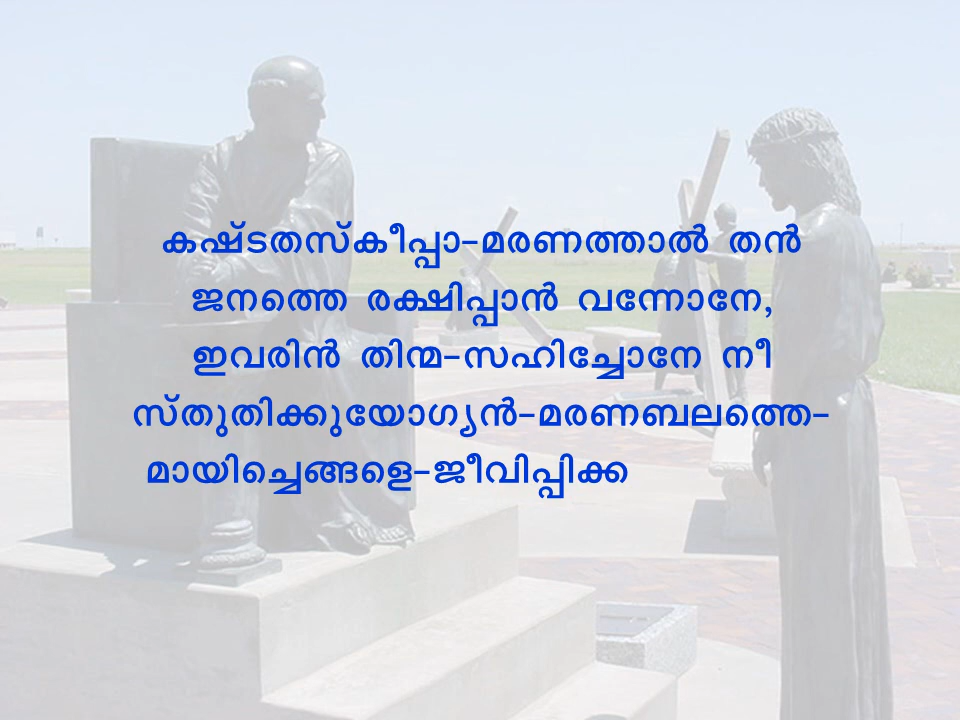 കഷ്ടതസ്കീപ്പാ-മരണത്താൽ തൻ
ജനത്തെ രക്ഷിപ്പാൻ വന്നോനേ,
ഇവരിൻ തിന്മ-സഹിച്ചോനേ നീ
സ്തുതിക്കുയോഗ്യൻ-മരണബലത്തെ-
മായിച്ചെങ്ങളെ-ജീവിപ്പിക്ക